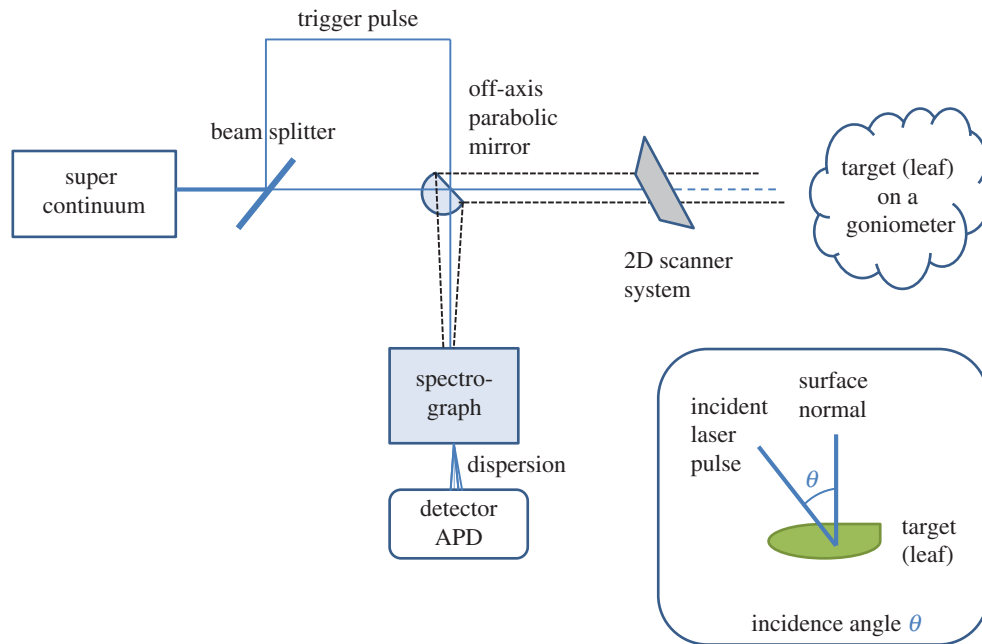 trigger pulse
off-axis
parabolic
mirror
beam splitter
super
continuum
target (leaf)
on a
goniometer
2D scanner
system
spectro-
graph
dispersion
detector
APD
surface
normal
incident
laser
pulse
θ
target
(leaf)
incidence angle θ